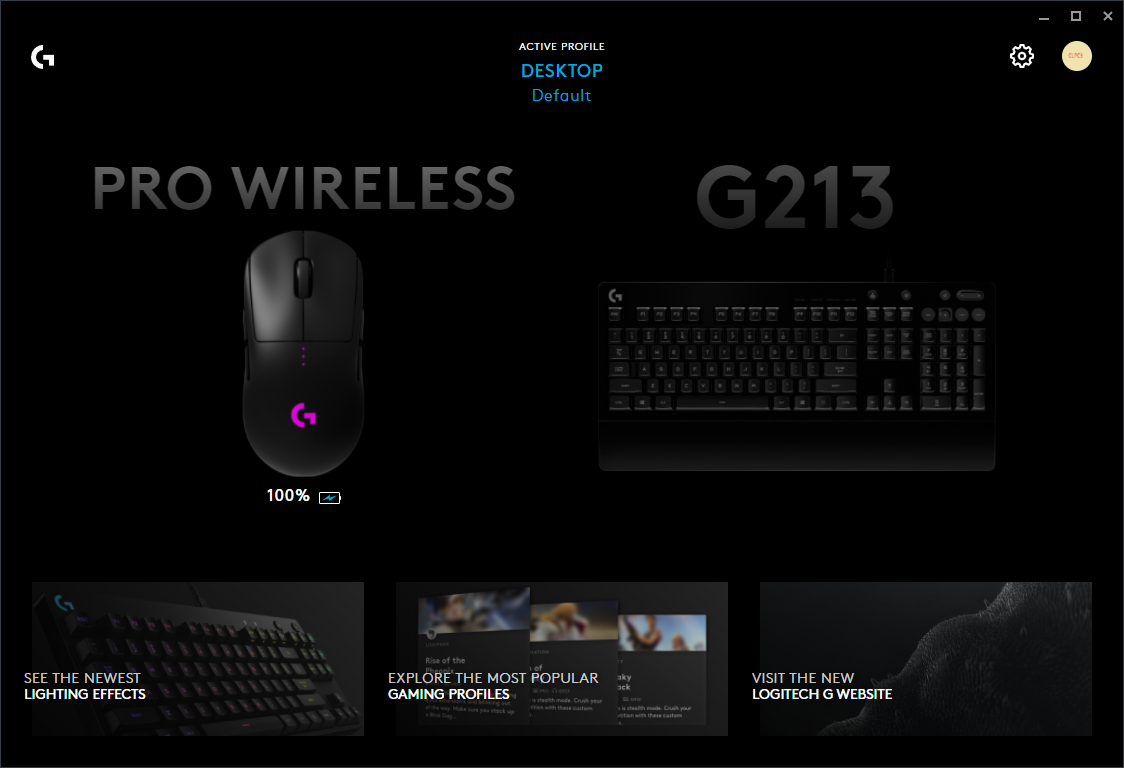 ACTIVE PROFILE
DESKTOP
Default
PRO WIRELESS
G213
100%
Rise of the
SEE THE NEWEST
LIGHTING EFFECTS
EXPLORE THE MOST POPULAR
GAMING PROFILES
VISIT THE NEW
LOGITECH G WEBSITE